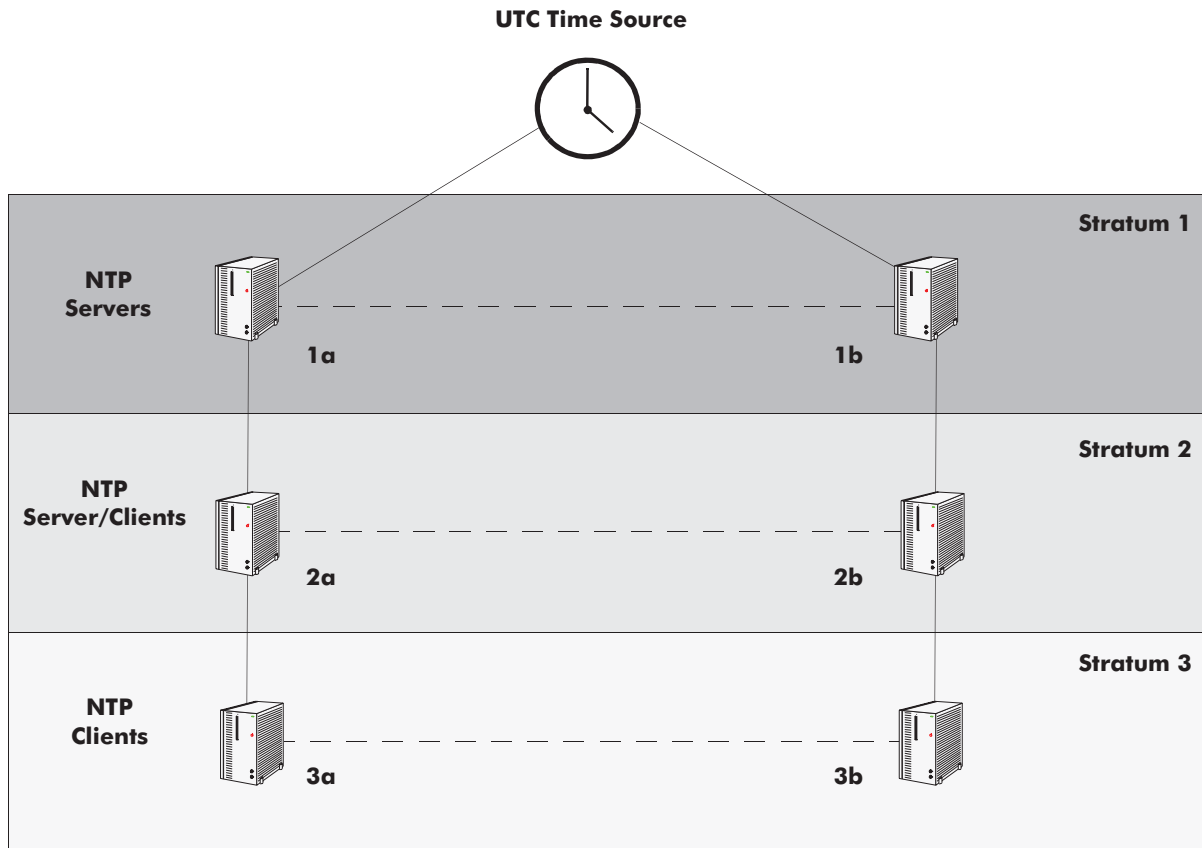 UTC Time Source
Stratum 1
NTP
Servers
1a
1b
Stratum 2
NTP
Server/Clients
2a
2b
Stratum 3
NTP
Clients
3a
3b